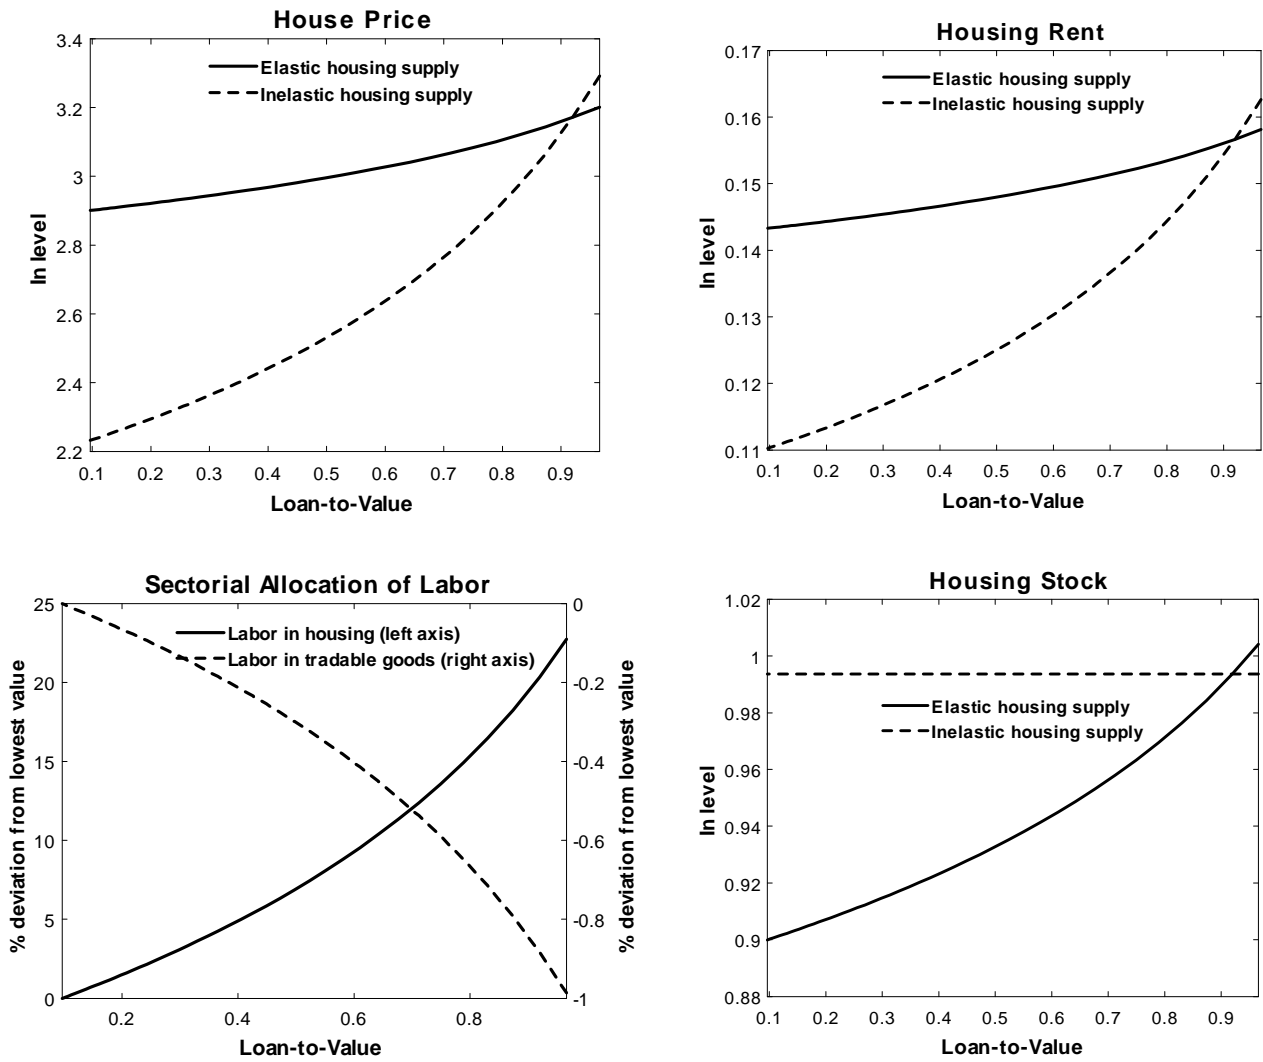 House Price
3.4
3.2
3
2.8
2.6
2.4
2.2
In level
Elastic housing supply
Inelastic housing supply
0.1 0.2 0.3 0.4 0.5 0.6 0.7 0.8 0.9
Loan-to-Value
Housing Rent
0.17
0.16
0.15
0.14
0.13
0.12
0.11
In level
Elastic housing supply
Inelastic housing supply
0.1 0.2 0.3 0.4 0.5 0.6 0.7 0.8 0.9
Loan-to-Value
Sectorial Allocation of Labor
25
20
15
10
5
0
% deviation from lowest value
Labor in housing (left axis)
Labor in tradable goods (right axis)
0
-0.2
-0.4
-0.6
-0.8
-1
% deviation from lowest value
0.2 0.4 0.6 0.8
Loan-to-Value
Housing Stock
1.02
1
0.98
0.96
0.94
0.92
0.9
0.88
In level
Elastic housing supply
Inelastic housing supply
0.1 0.2 0.3 0.4 0.5 0.6 0.7 0.8 0.9
Loan-to-Value